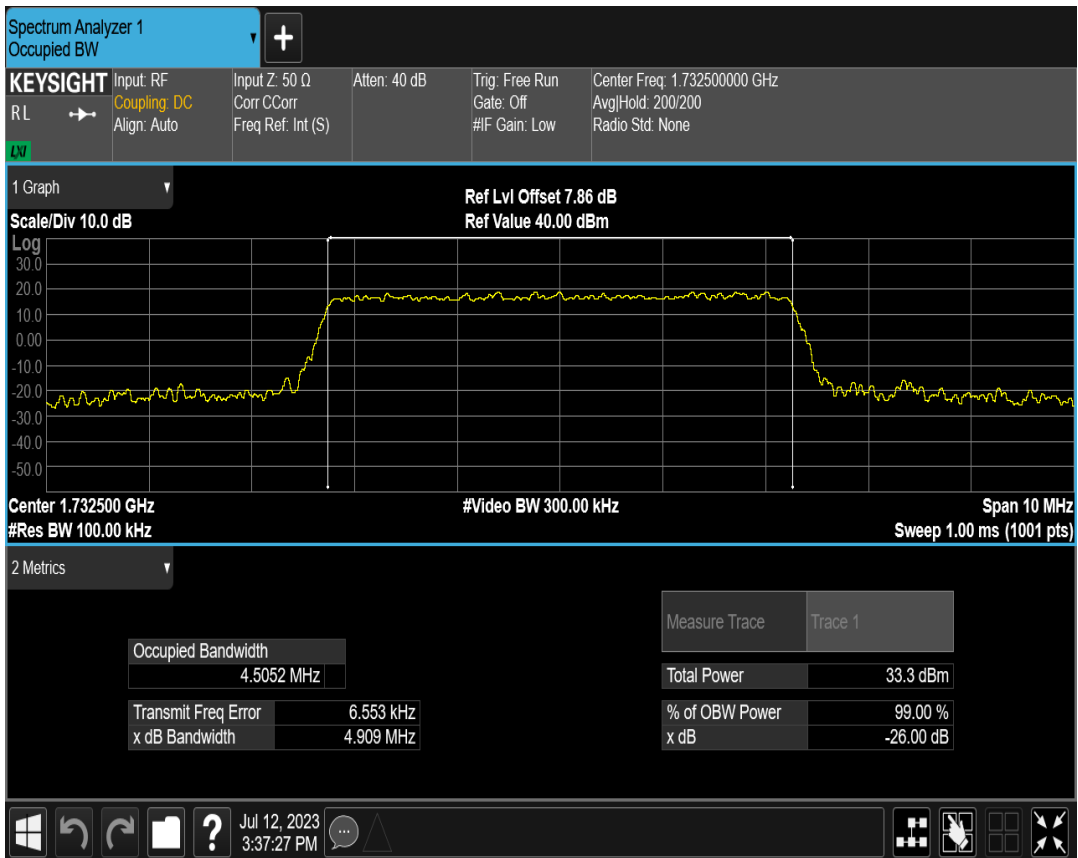 Spectrum Analyzer 1
Occupied BW
KEYSIGHT
RL
LXI
Input: RF
Coupling: DC
Align: Auto
Input Z: 50 Ω
Corr CCorr
Freq Ref: Int (S)
Atten: 40 dB
Trig: Free Run
Gate: Off
#IF Gain: Low
Center Freq: 1.732500000 GHz
Avg|Hold: 200/200
Radio Std: None
1 Graph
Scale/Div 10.0 dB
Ref Lvl Offset 7.86 dB
Ref Value 40.00 dBm
Log
30.0
20.0
10.0
0.00
-10.0
-20.0
-30.0
-40.0
-50.0
Center 1.732500 GHz
#Video BW 300.00 kHz
Span 10 MHz
#Res BW 100.00 kHz
Sweep 1.00 ms (1001 pts)
2 Metrics
Occupied Bandwidth
4.5052 MHz
Transmit Freq Error 6.553 kHz
x dB Bandwidth 4.909 MHz
Measure Trace Trace 1
Total Power 33.3 dBm
% of OBW Power 99.00 %
x dB -26.00 dB
Jul 12, 2023
3:37:27 PM